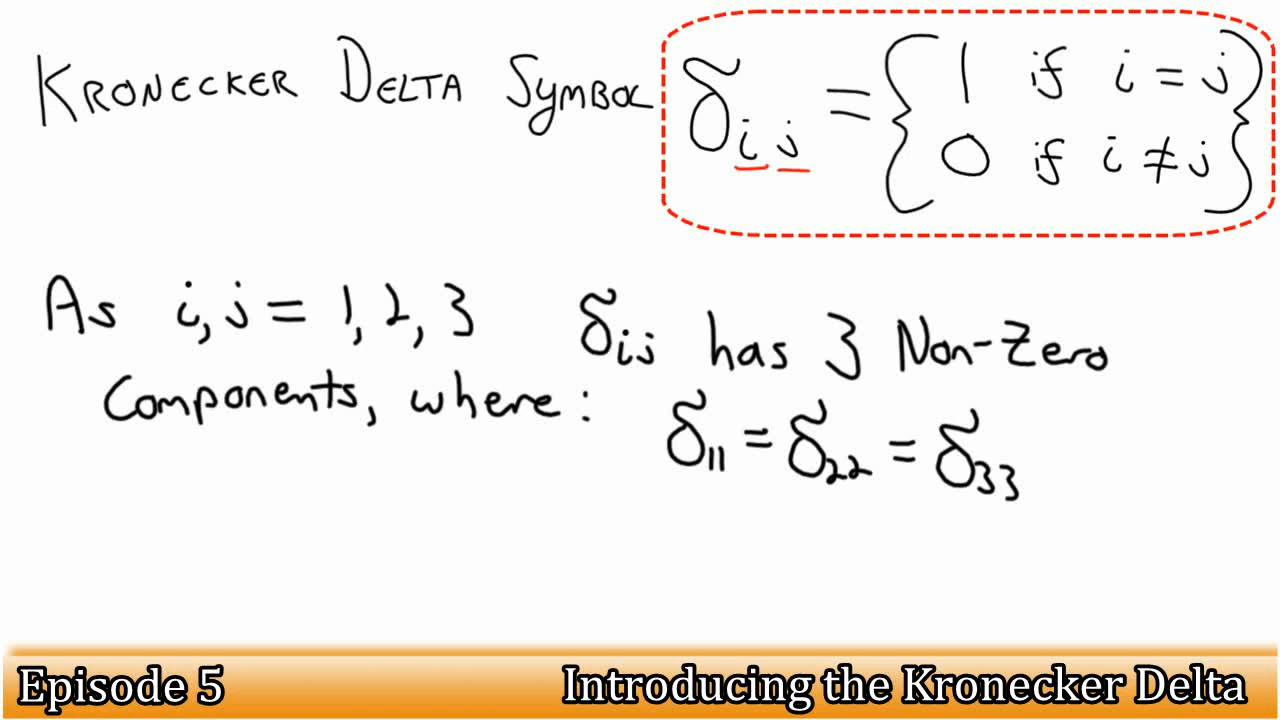 KRONECKER DELTA SYMBOL δij = { 1 if i = j
0 if i ≠ j }
As i, j = 1, 2, 3 δij has 3 Non-Zero
Components, where: δ11 = δ22 = δ33
Episode 5 Introducing the Kronecker Delta